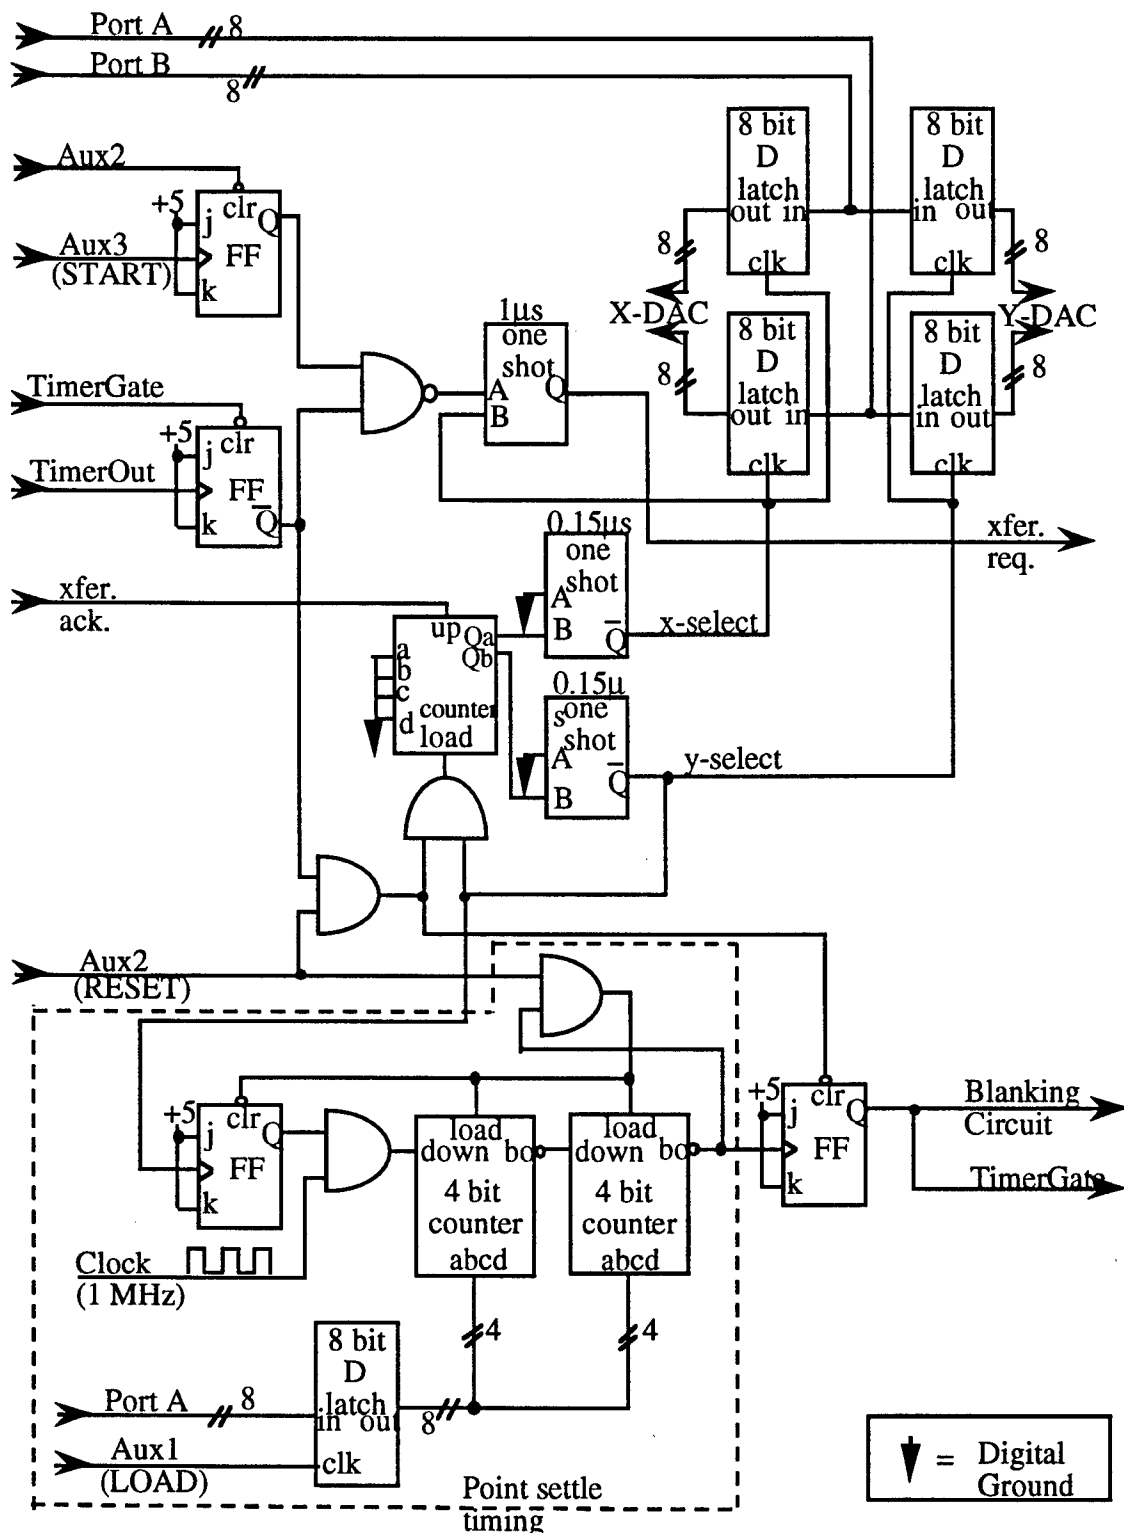 Port A
8
Port B
8
Aux2
+5
clr
Q
j
Aux3
(START)
FF
k
8 bit
D
latch
out in
clk
8 bit
D
latch
in out
clk
8
8
X-DAC
Y-DAC
8 bit
D
latch
out in
clk
8 bit
D
latch
in out
clk
8
8
1µs
one
shot
A
Q
B
TimerGate
+5
clr
j
TimerOut
FF
Q
k
xfer.
req.
0.15µs
one
shot
A
B
Q
x-select
xfer.
ack.
up
Qa
Qb
a
b
c
d
counter
load
0.15µ
s
one
shot
A
B
Q
y-select
Aux2
(RESET)
+5
clr
j
Q
FF
k
load
down bo
4 bit
counter
abcd
load
down bo
4 bit
counter
abcd
+5
clr
j
Q
FF
k
Blanking
Circuit
TimerGate
Clock
(1 MHz)
4
4
8 bit
D
latch
in out
clk
Port A
8
8
Aux1
(LOAD)
Point settle
timing
= Digital
Ground